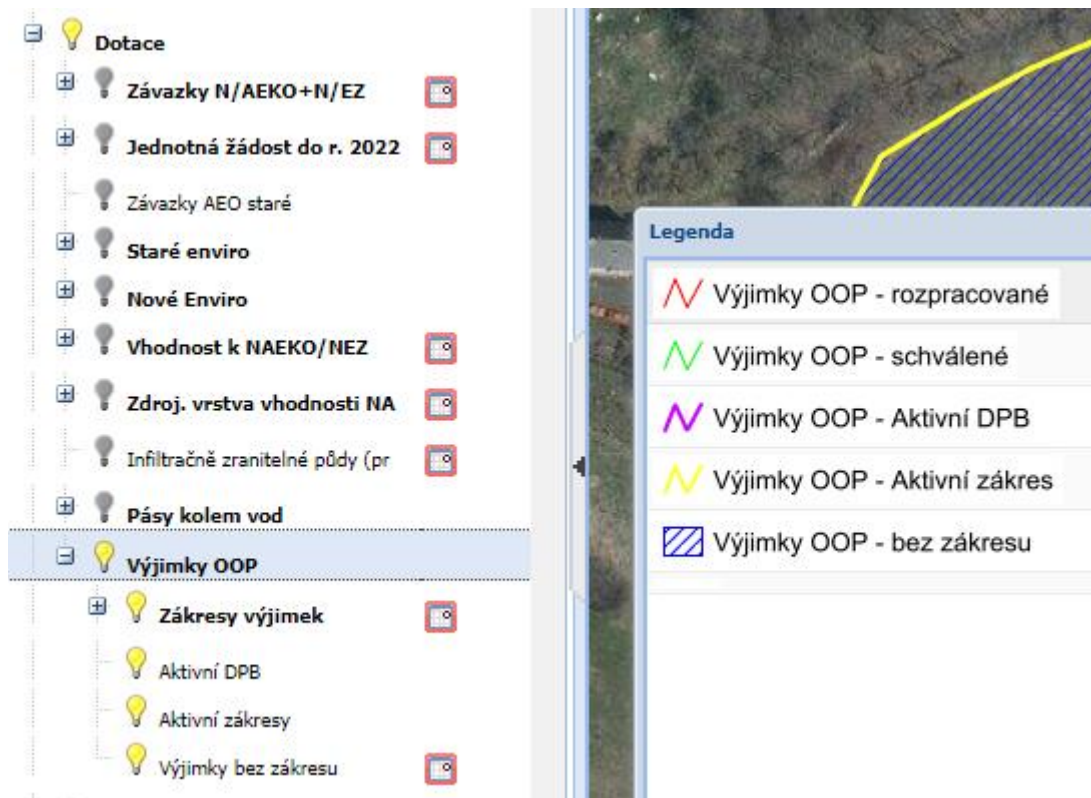 Dotace
Závazky N/AEKO+N/EZ
Jednotná žádost do r. 2022
Závazky AEO staré
Staré enviro
Nové Enviro
Vhodnost k NAEKO/NEZ
Zdroj. vrstva vhodnosti NA
Infiltračně zranitelné půdy (pr
Pásy kolem vod
Výjimky OOP
Zákresy výjimek
Aktivní DPB
Aktivní zákresy
Výjimky bez zákresu
Legenda
Výjimky OOP - rozpracované
Výjimky OOP - schválené
Výjimky OOP - Aktivní DPB
Výjimky OOP - Aktivní zákres
Výjimky OOP - bez zákresu